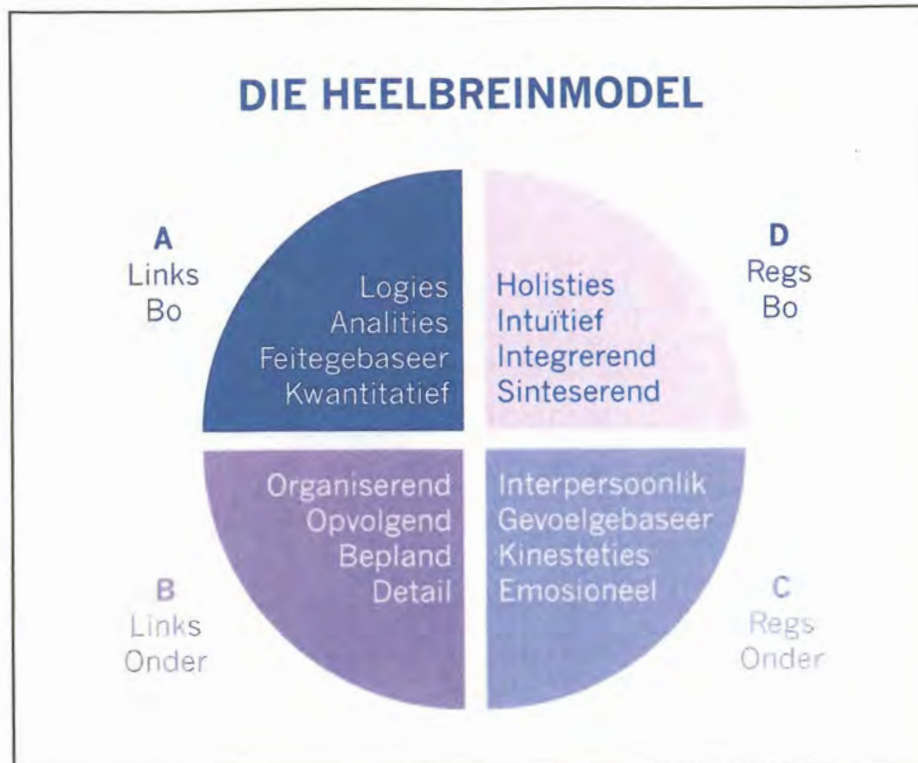 DIE HEELBREINMODEL
A
Links
Bo
Logies
Analities
Feitegebaseer
Kwantitatief
Holisties
Intuïtief
Integrerend
Sinteserend
D
Regs
Bo
B
Links
Onder
Organiserend
Opvolgend
Bepland
Detail
Interpersoonlik
Gevoelgebaseer
Kinesteties
Emosioneel
C
Regs
Onder